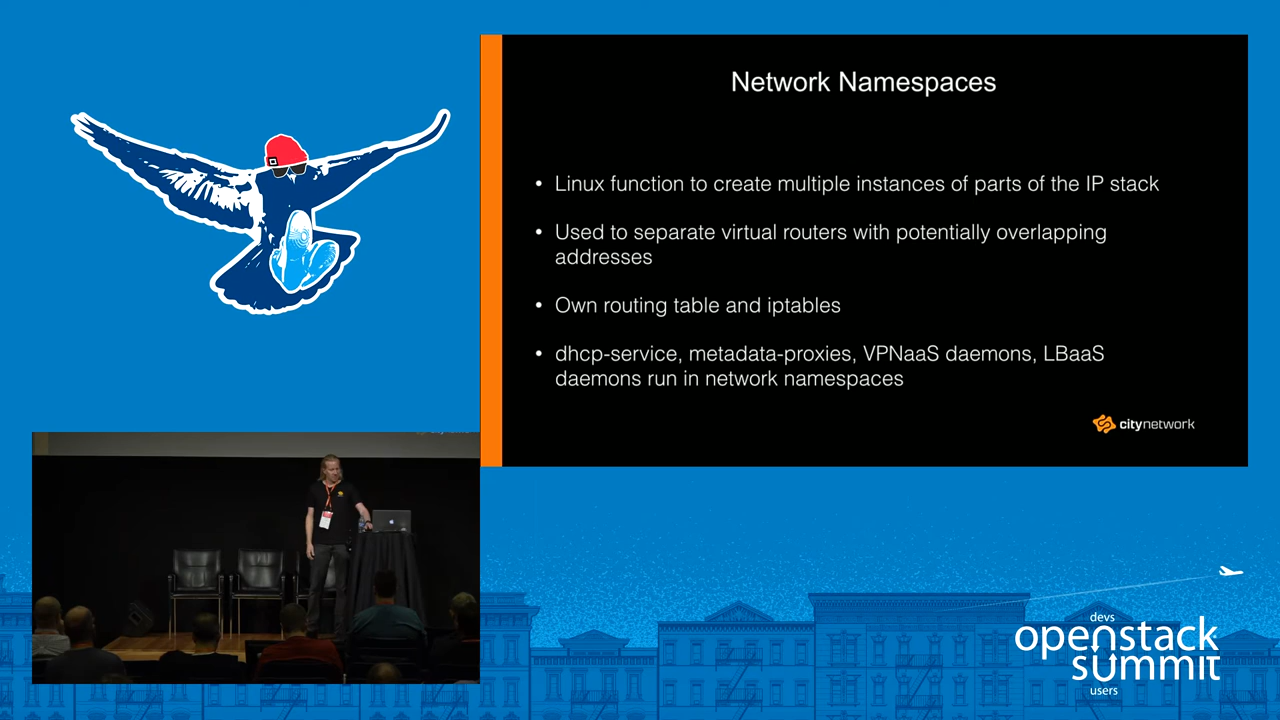 Network Namespaces
• Linux function to create multiple instances of parts of the IP stack
• Used to separate virtual routers with potentially overlapping
addresses
• Own routing table and iptables
• dhcp-service, metadata-proxies, VPNaaS daemons, LBaaS
daemons run in network namespaces
citynetwork
devs
openstack
summit
users